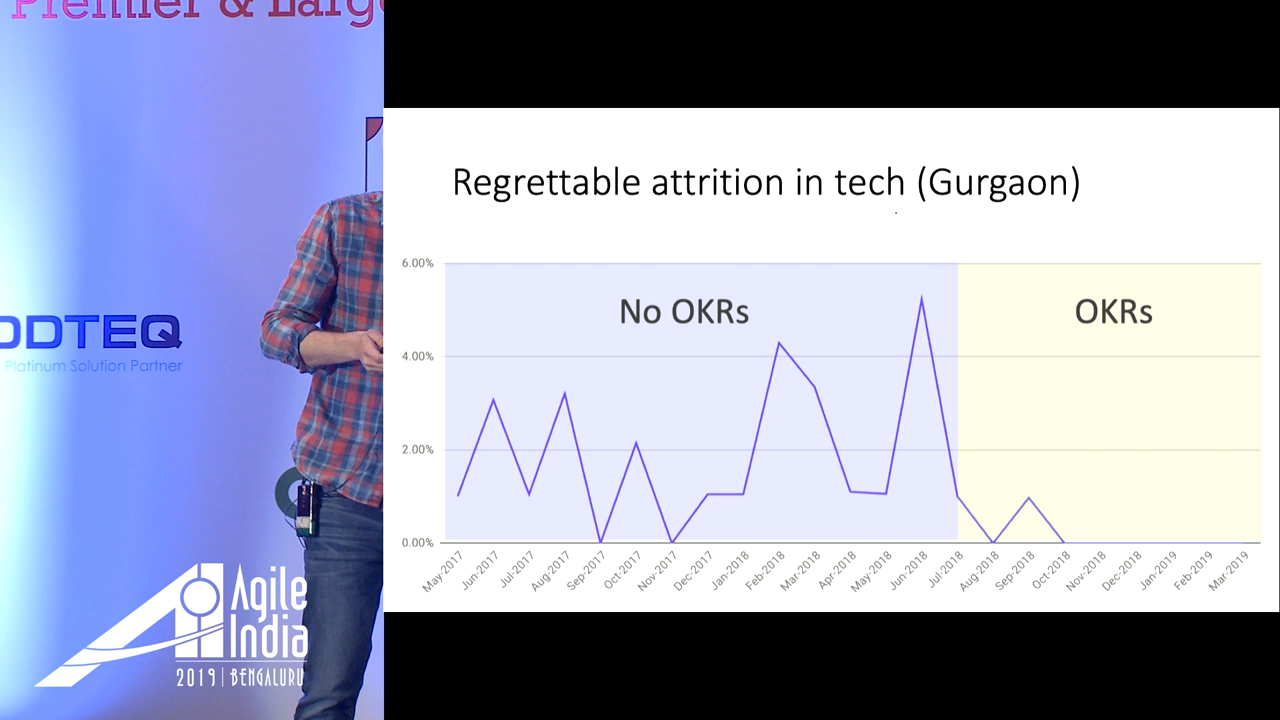 Premier & Large
ODTEQ
Platinum Solution Partner
Agile
India
2019 | BENGALURU
Regrettable attrition in tech (Gurgaon)
No OKRs
OKRs
6.00%
4.00%
2.00%
0.00%
May-2017
Jun-2017
Jul-2017
Aug-2017
Sep-2017
Oct-2017
Nov-2017
Dec-2017
Jan-2018
Feb-2018
Mar-2018
Apr-2018
May-2018
Jun-2018
Jul-2018
Aug-2018
Sep-2018
Oct-2018
Nov-2018
Dec-2018
Jan-2019
Feb-2019
Mar-2019